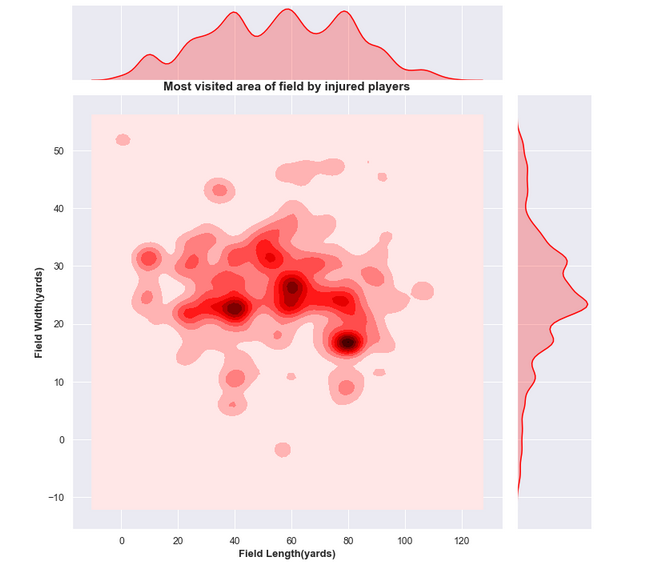 Most visited area of field by injured players
50
40
30
20
10
0
−10
Field Width(yards)
0 20 40 60 80 100 120
Field Length(yards)